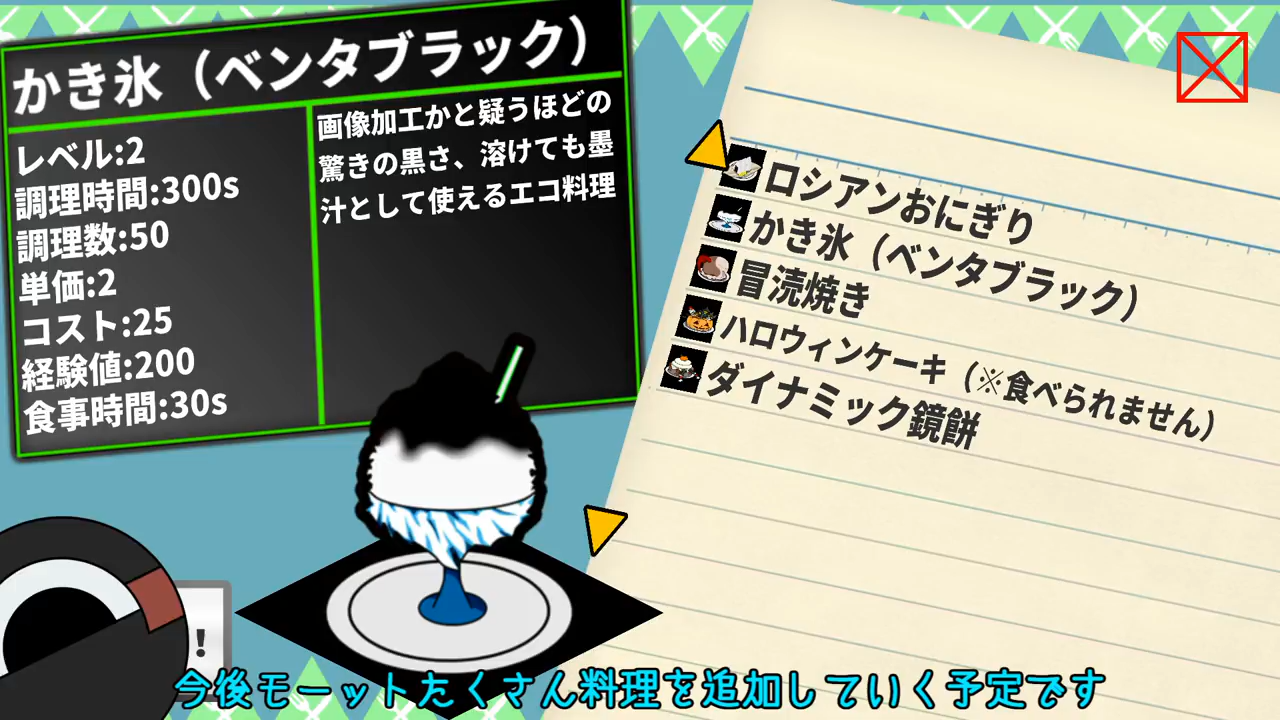 かき氷（ベンタブラック）
レベル:2
調理時間:300s
調理数:50
単価:2
コスト:25
経験値:200
食事時間:30s
画像加工かと疑うほどの
驚きの黒さ、溶けても墨
汁として使えるエコ料理
ロシアンおにぎり
かき氷（ベンタブラック）
冒涜焼き
ハロウィンケーキ（※食べられません）
ダイナミック鏡餅
!
今後モーットたくさん料理を追加していく予定です